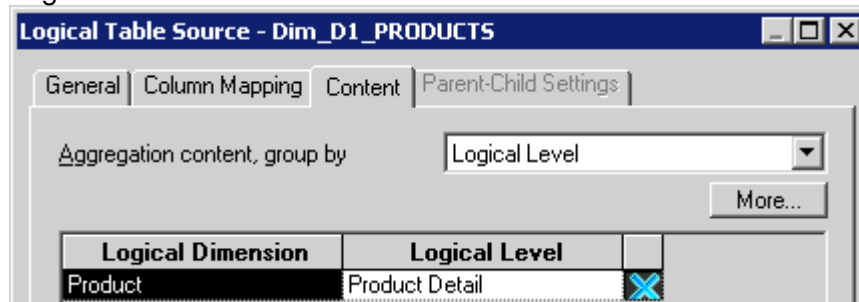 Logical Table Source - Dim_D1_PRODUCTS
General Column Mapping Content Parent-Child Settings
Aggregation content, group by Logical Level
More...
Logical Dimension Logical Level
Product Product Detail